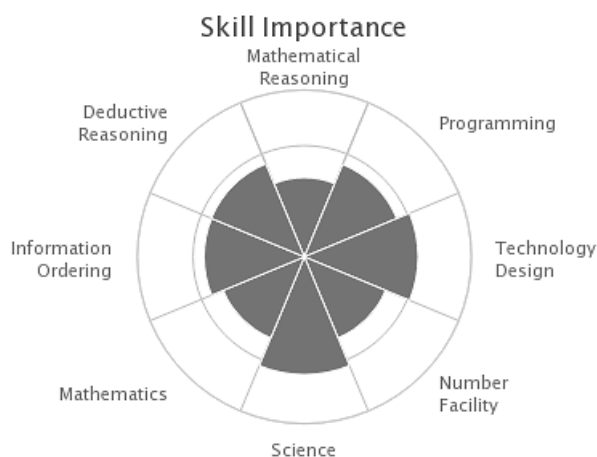 Skill Importance
Mathematical
Reasoning
Deductive
Reasoning
Programming
Information
Ordering
Technology
Design
Mathematics
Number
Facility
Science